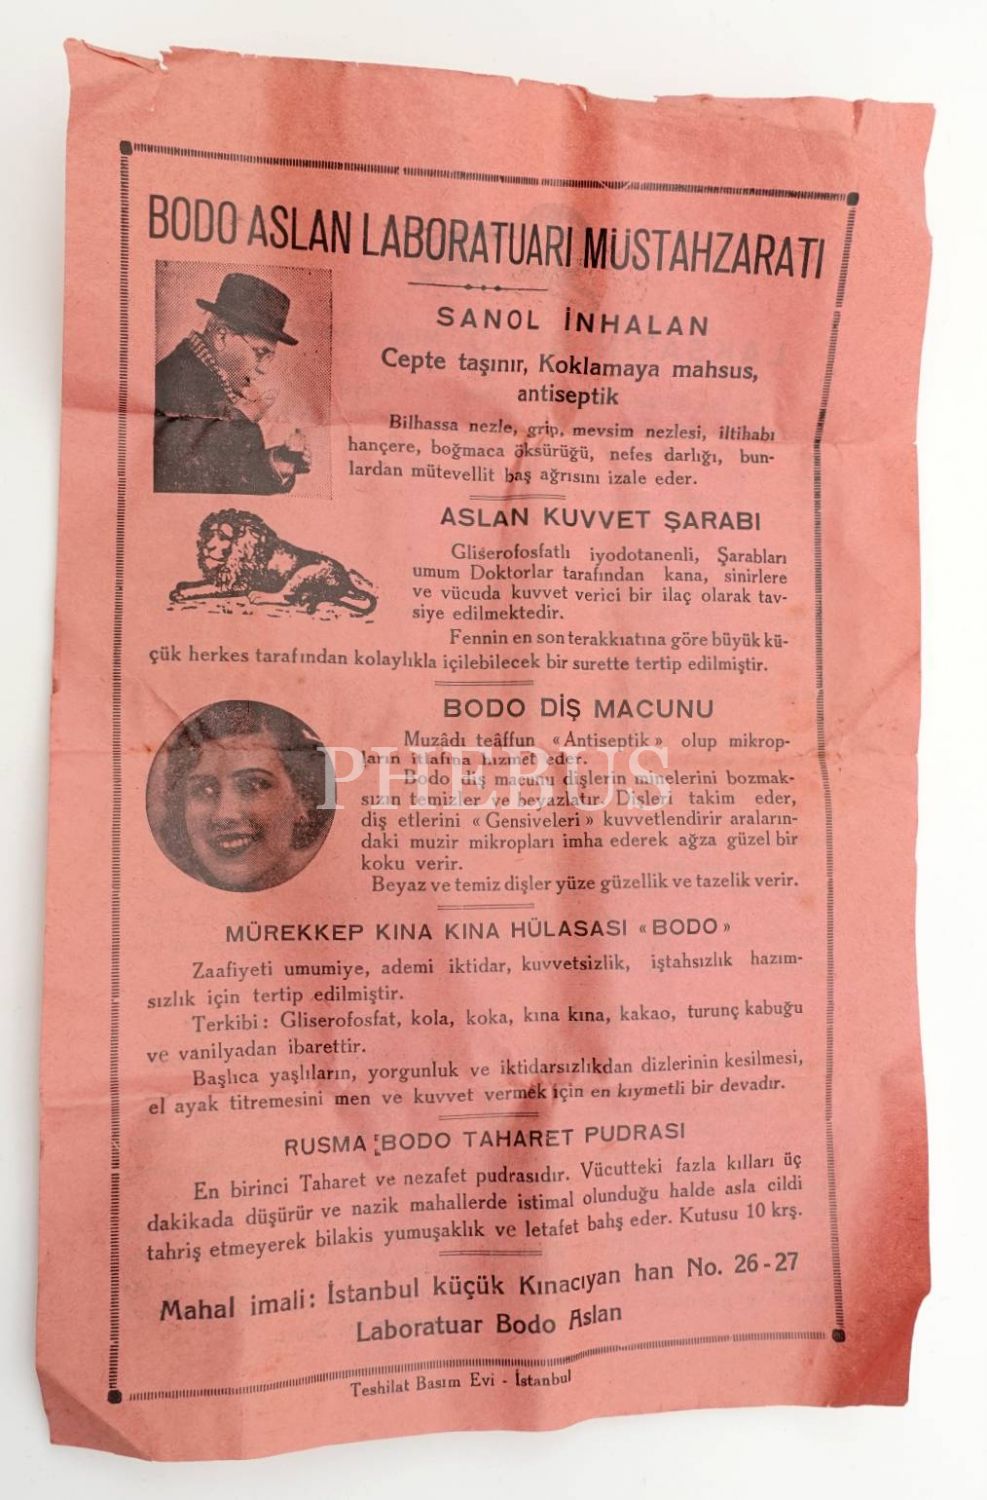 BODO ASLAN LABORATUARI MÜSTAHZARATI
SANOL İNHALAN
Cepte taşınır, Koklamaya mahsus,
antiseptik
Bilhassa nezle, grip, mevsim nezlesi, iltihabı
hançere, boğmaca öksürüğü, nefes darlığı, bun-
lardan mütevellit baş ağrısını izale eder.
ASLAN KUVVET ŞARABI
Gliserofosfatlı iyodotanenli, Şarabları
umum Doktorlar tarafından kana, sinirlere
ve vücuda kuvvet verici bir ilaç olarak tav-
siye edilmektedir.
Fennin en son terakkıatına göre büyük kü-
çük herkes tarafından kolaylıkla içilebilecek bir surette tertip edilmiştir.
BODO DİŞ MACUNU
Muzâdı teâffun « Antiseptik » olup mikrop-
ların itlafına hizmet eder.
Bodo diş macunu dişlerin minelerini bozmak-
sızın temizler ve beyazlatır. Dişleri takim eder,
diş etlerini « Gensiveleri » kuvvetlendirir araların-
daki muzir mikropları imha ederek ağza güzel bir
koku verir.
Beyaz ve temiz dişler yüze güzellik ve tazelik verir.
PHEBUS
MÜREKKEP KINA KINA HÜLASASI « BODO »
Zaafiyeti umumiye, ademi iktidar, kuvvetsizlik, iştahsızlık hazım-
sızlık için tertip edilmiştir.
Terkibi : Gliserofosfat, kola, koka, kına kına, kakao, turunç kabuğu
ve vanilyadan ibarettir.
Başlıca yaşlıların, yorgunluk ve iktidarsızlıkdan dizlerinin kesilmesi,
el ayak titremesini men ve kuvvet vermek için en kıymetli bir devadır.
RUSMA BODO TAHARET PUDRASI
En birinci Taharet ve nezafet pudrasıdır. Vücutteki fazla kılları üç
dakikada düşürür ve nazik mahallerde istimal olunduğu halde asla cildi
tahriş etmeyerek bilakis yumuşaklık ve letafet bahş eder. Kutusu 10 krş.
Mahal imali : İstanbul küçük Kınacıyan han No. 26 - 27
Laboratuar Bodo Aslan
Teshilat Basım Evi - İstanbul